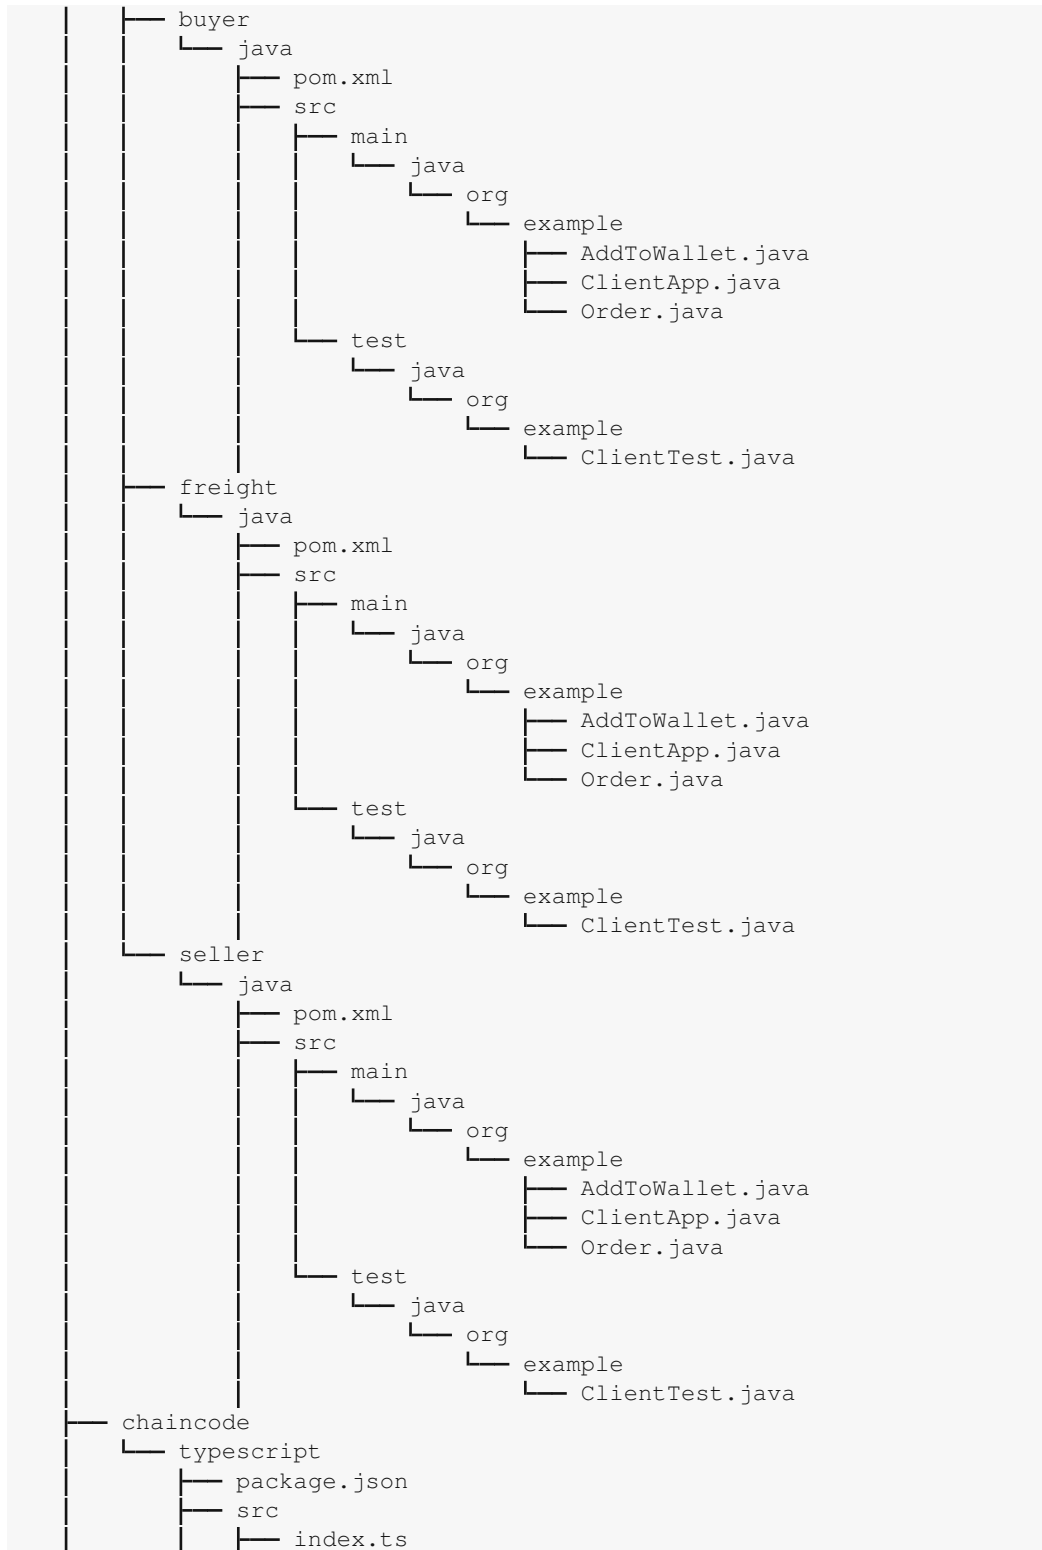 buyer
java
pom.xml
src
main
java
org
example
AddToWallet.java
ClientApp.java
Order.java
test
java
org
example
ClientTest.java
freight
java
pom.xml
src
main
java
org
example
AddToWallet.java
ClientApp.java
Order.java
test
java
org
example
ClientTest.java
seller
java
pom.xml
src
main
java
org
example
AddToWallet.java
ClientApp.java
Order.java
test
java
org
example
ClientTest.java
chaincode
typescript
package.json
src
index.ts